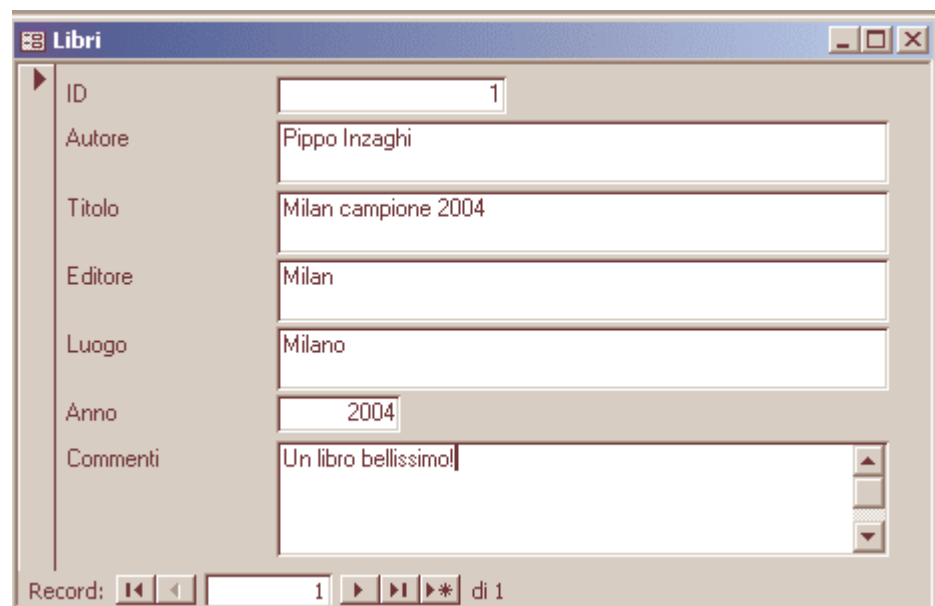 Libri
ID 1
Autore Pippo Inzaghi
Titolo Milan campione 2004
Editore Milan
Luogo Milano
Anno 2004
Commenti Un libro bellissimo!
Record: 1 di 1